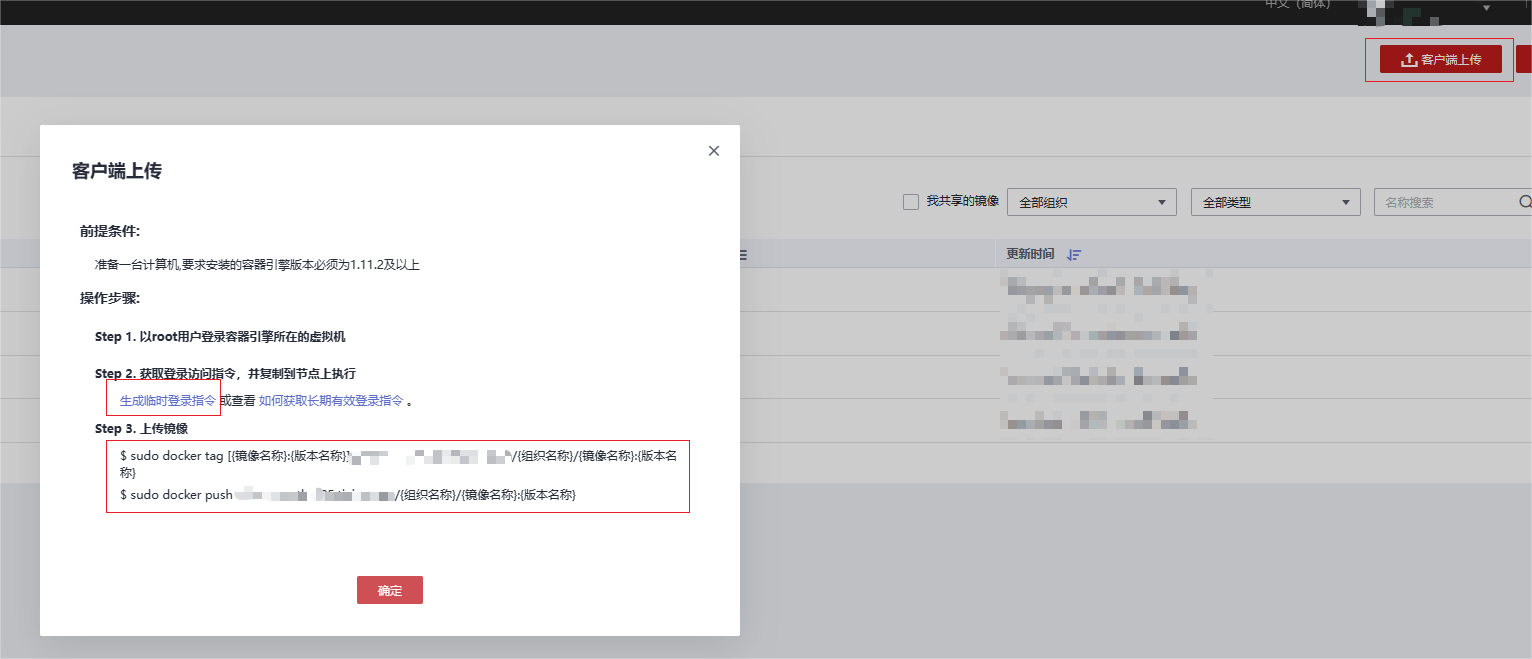 中文（简体）
客户端上传
客户端上传
前提条件:
准备一台计算机,要求安装的容器引擎版本必须为1.11.2及以上
操作步骤:
Step 1. 以root用户登录容器引擎所在的虚拟机
Step 2. 获取登录访问指令，并复制到节点上执行
生成临时登录指令 或查看 如何获取长期有效登录指令 。
Step 3. 上传镜像
$ sudo docker tag [{镜像名称}:{版本名称}] /{组织名称}/{镜像名称}:{版本名
称}
$ sudo docker push /{组织名称}/{镜像名称}:{版本名称}
确定
我共享的镜像
全部组织
全部类型
名称搜索
更新时间